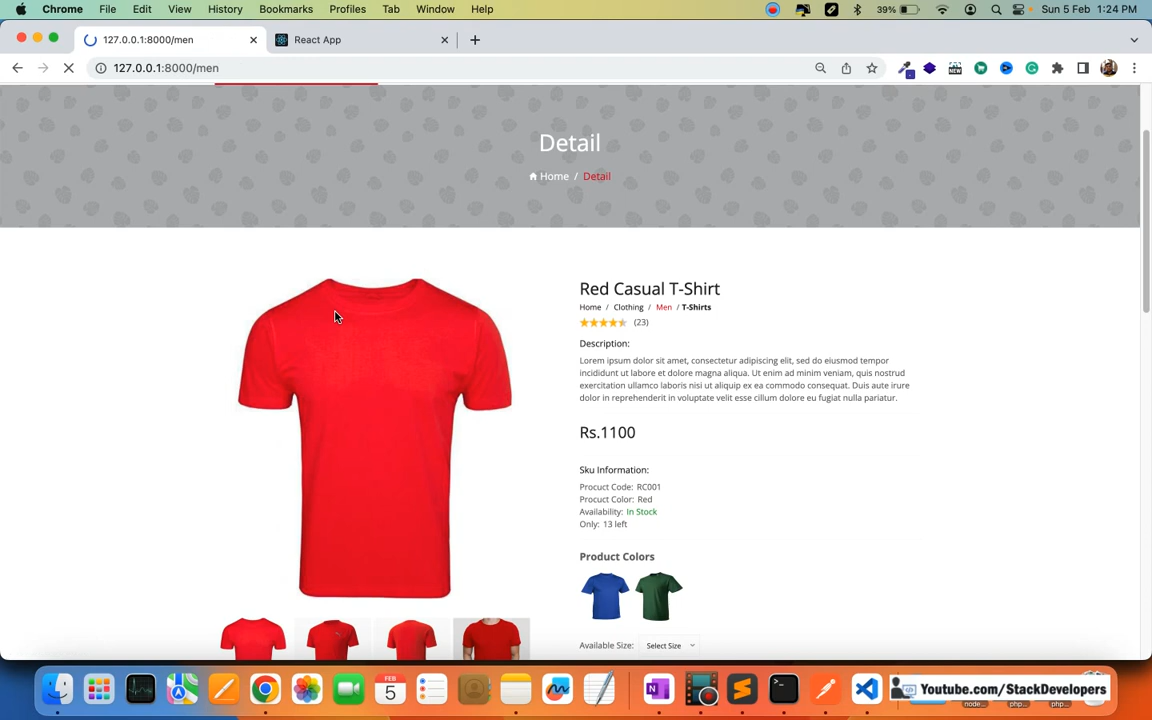 Chrome File Edit View History Bookmarks Profiles Tab Window Help 39% Sun 5 Feb 1:24 PM
127.0.0.1:8000/men React App
127.0.0.1:8000/men
NEW
Detail
Home / Detail
Red Casual T-Shirt
Home / Clothing / Men / T-Shirts
(23)
Description:
Lorem ipsum dolor sit amet, consectetur adipiscing elit, sed do eiusmod tempor
incididunt ut labore et dolore magna aliqua. Ut enim ad minim veniam, quis nostrud
exercitation ullamco laboris nisi ut aliquip ex ea commodo consequat. Duis aute irure
dolor in reprehenderit in voluptate velit esse cillum dolore eu fugiat nulla pariatur.
Rs.1100
Sku Information:
Procuct Code: RC001
Procuct Color: Red
Availability: In Stock
Only: 13 left
Product Colors
Available Size: Select Size
FEB
5
Youtube.com/StackDevelopers